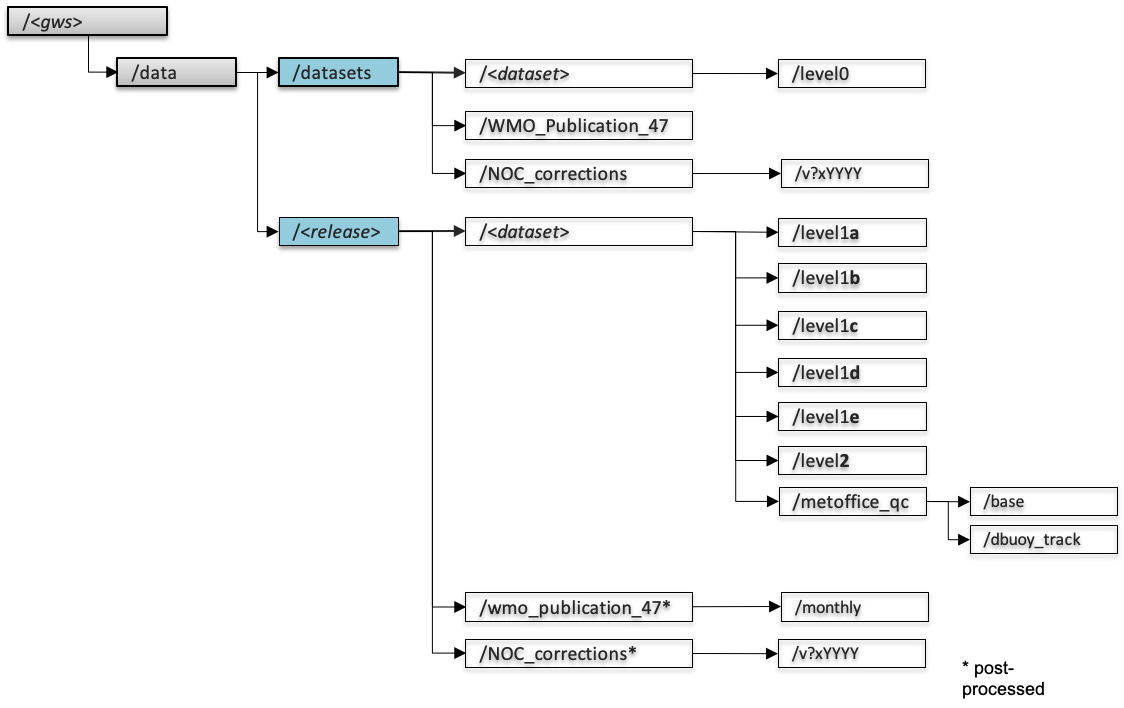 /<gws>
/data
/datasets
/<dataset>
/level0
/WMO_Publication_47
/NOC_corrections
/v?xYYYY
/<release>
/<dataset>
/level1a
/level1b
/level1c
/level1d
/level1e
/level2
/metoffice_qc
/base
/dbuoy_track
/wmo_publication_47*
/monthly
/NOC_corrections*
/v?xYYYY
* post-
processed